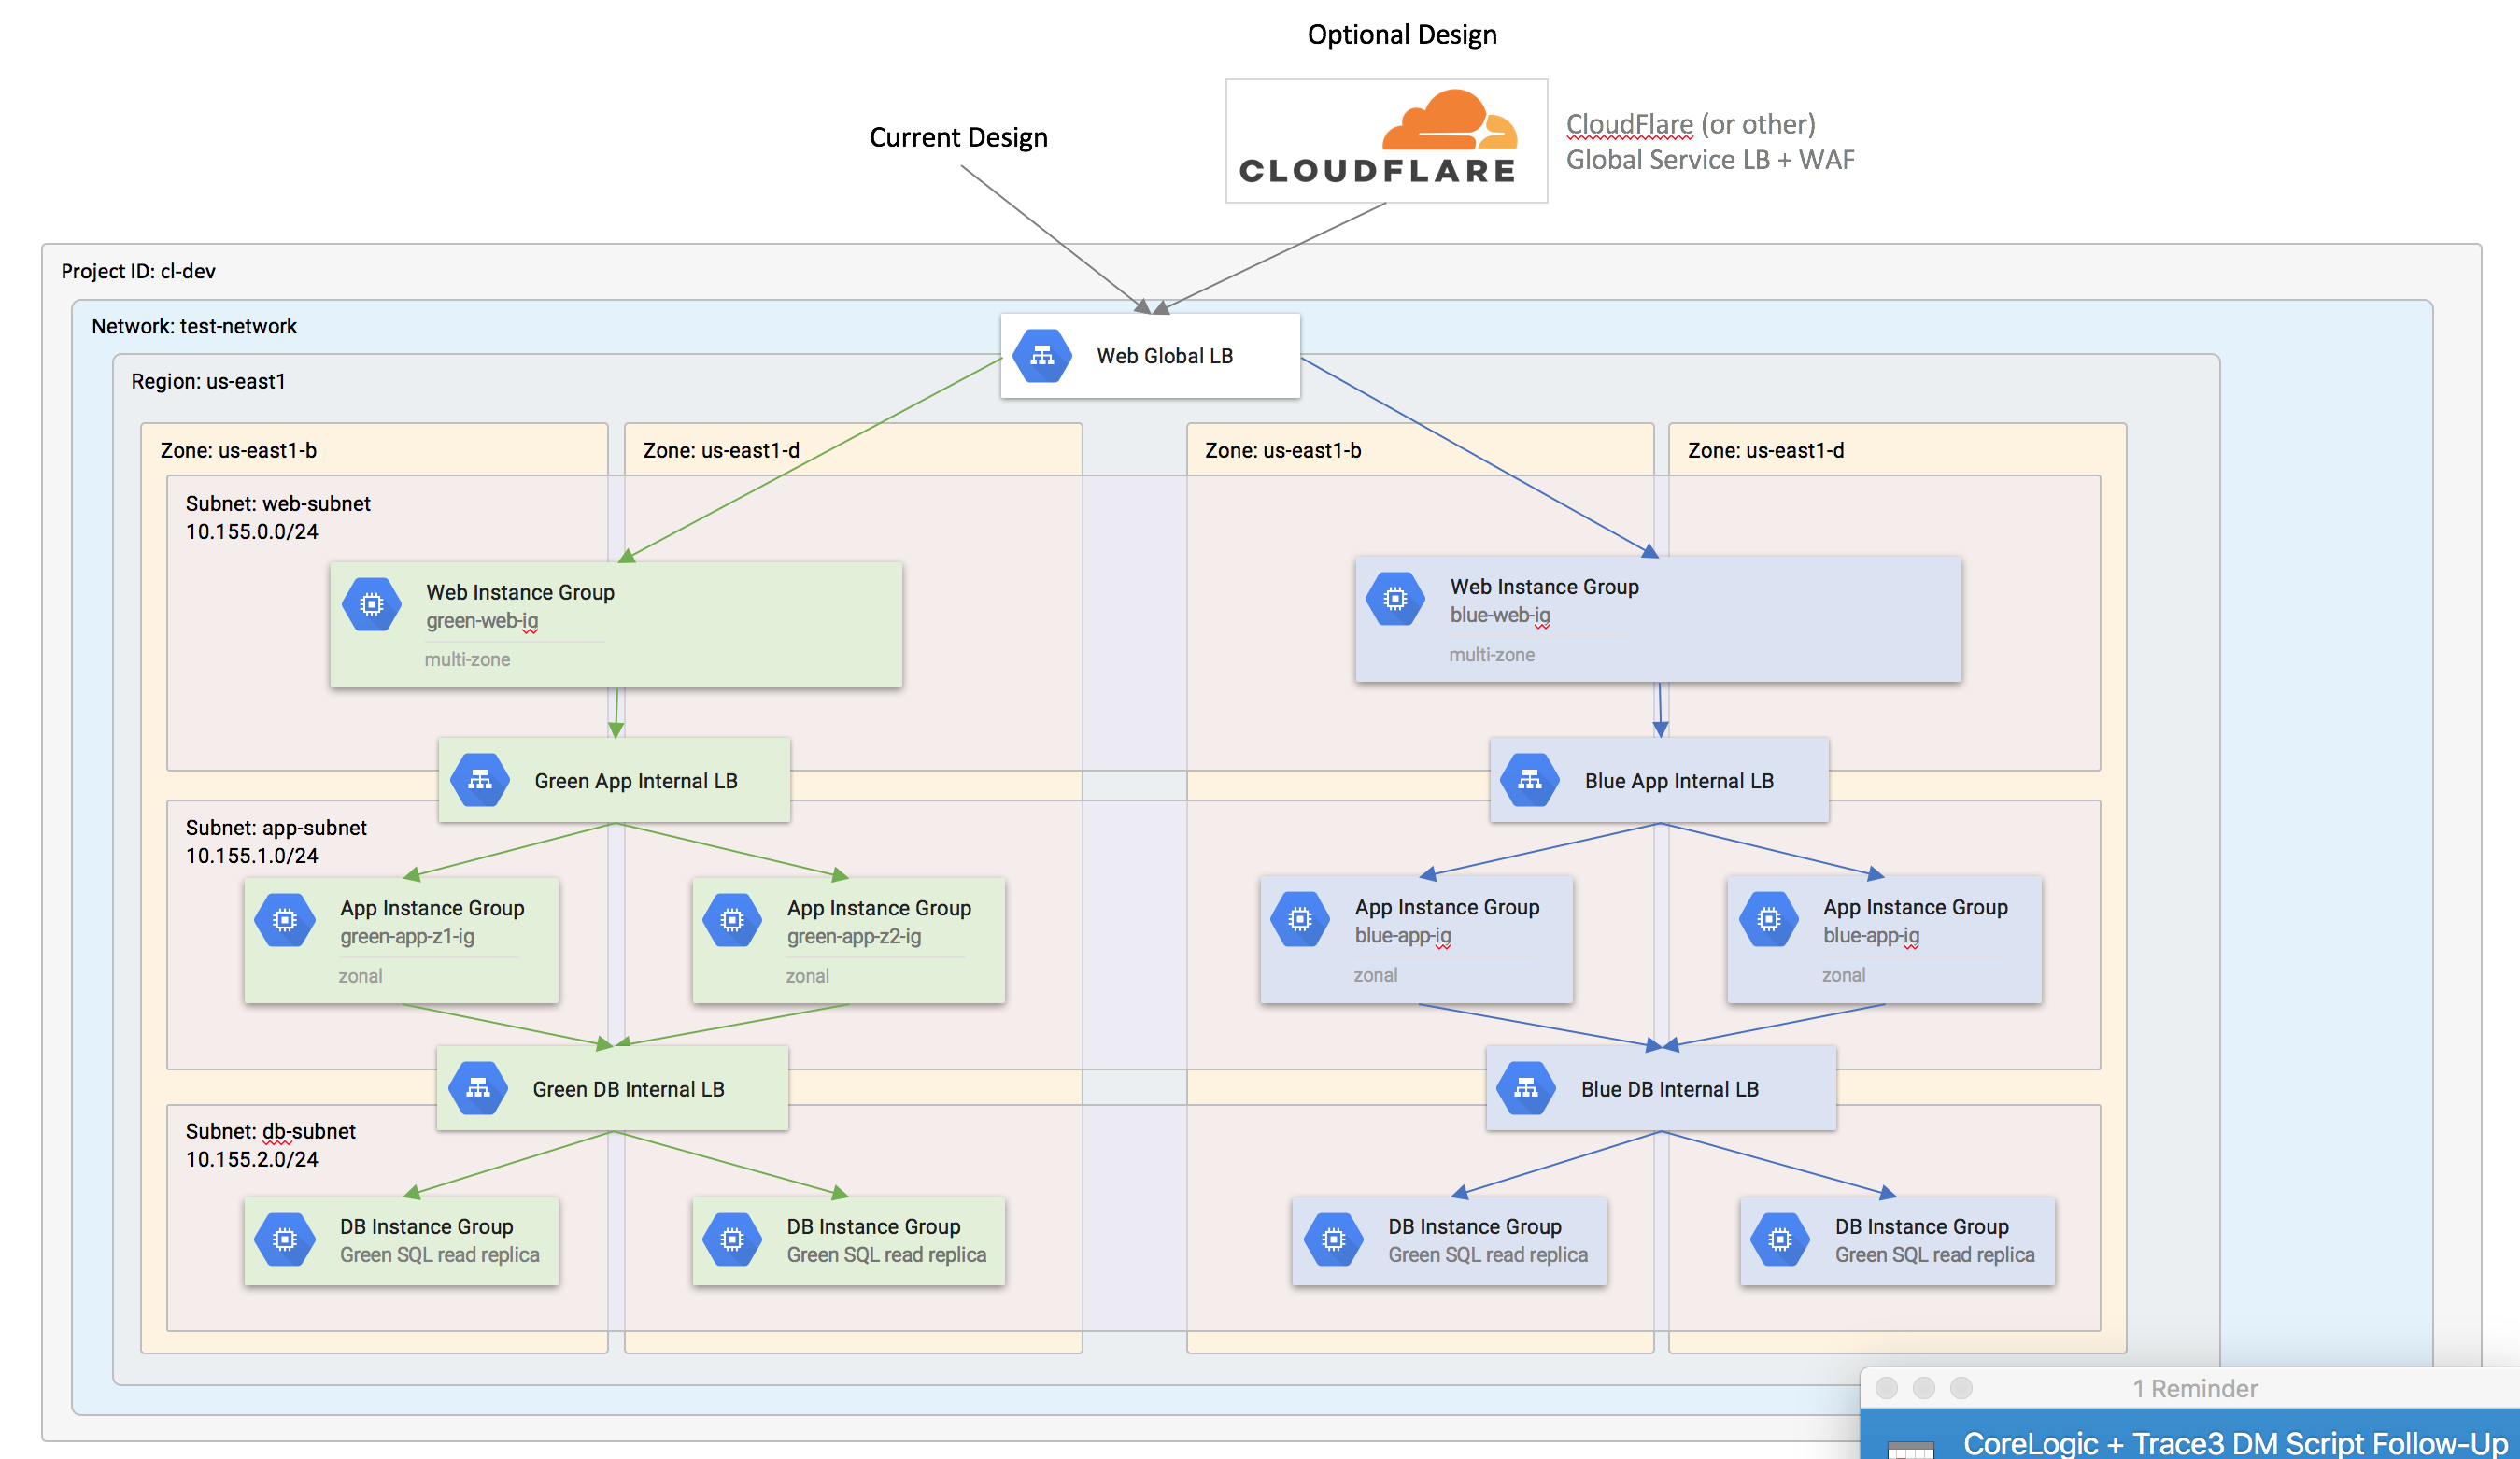 Optional Design
CLOUDFLARE
CloudFlare (or other)
Global Service LB + WAF
Current Design
Project ID: cl-dev
Network: test-network
Web Global LB
Region: us-east1
Zone: us-east1-b
Zone: us-east1-d
Zone: us-east1-b
Zone: us-east1-d
Subnet: web-subnet
10.155.0.0/24
Web Instance Group
green-web-ig
multi-zone
Web Instance Group
blue-web-ig
multi-zone
Green App Internal LB
Blue App Internal LB
Subnet: app-subnet
10.155.1.0/24
App Instance Group
green-app-z1-ig
zonal
App Instance Group
green-app-z2-ig
zonal
App Instance Group
blue-app-ig
zonal
App Instance Group
blue-app-ig
zonal
Green DB Internal LB
Blue DB Internal LB
Subnet: db-subnet
10.155.2.0/24
DB Instance Group
Green SQL read replica
DB Instance Group
Green SQL read replica
DB Instance Group
Green SQL read replica
DB Instance Group
Green SQL read replica
1 Reminder
CoreLogic + Trace3 DM Script Follow-Up